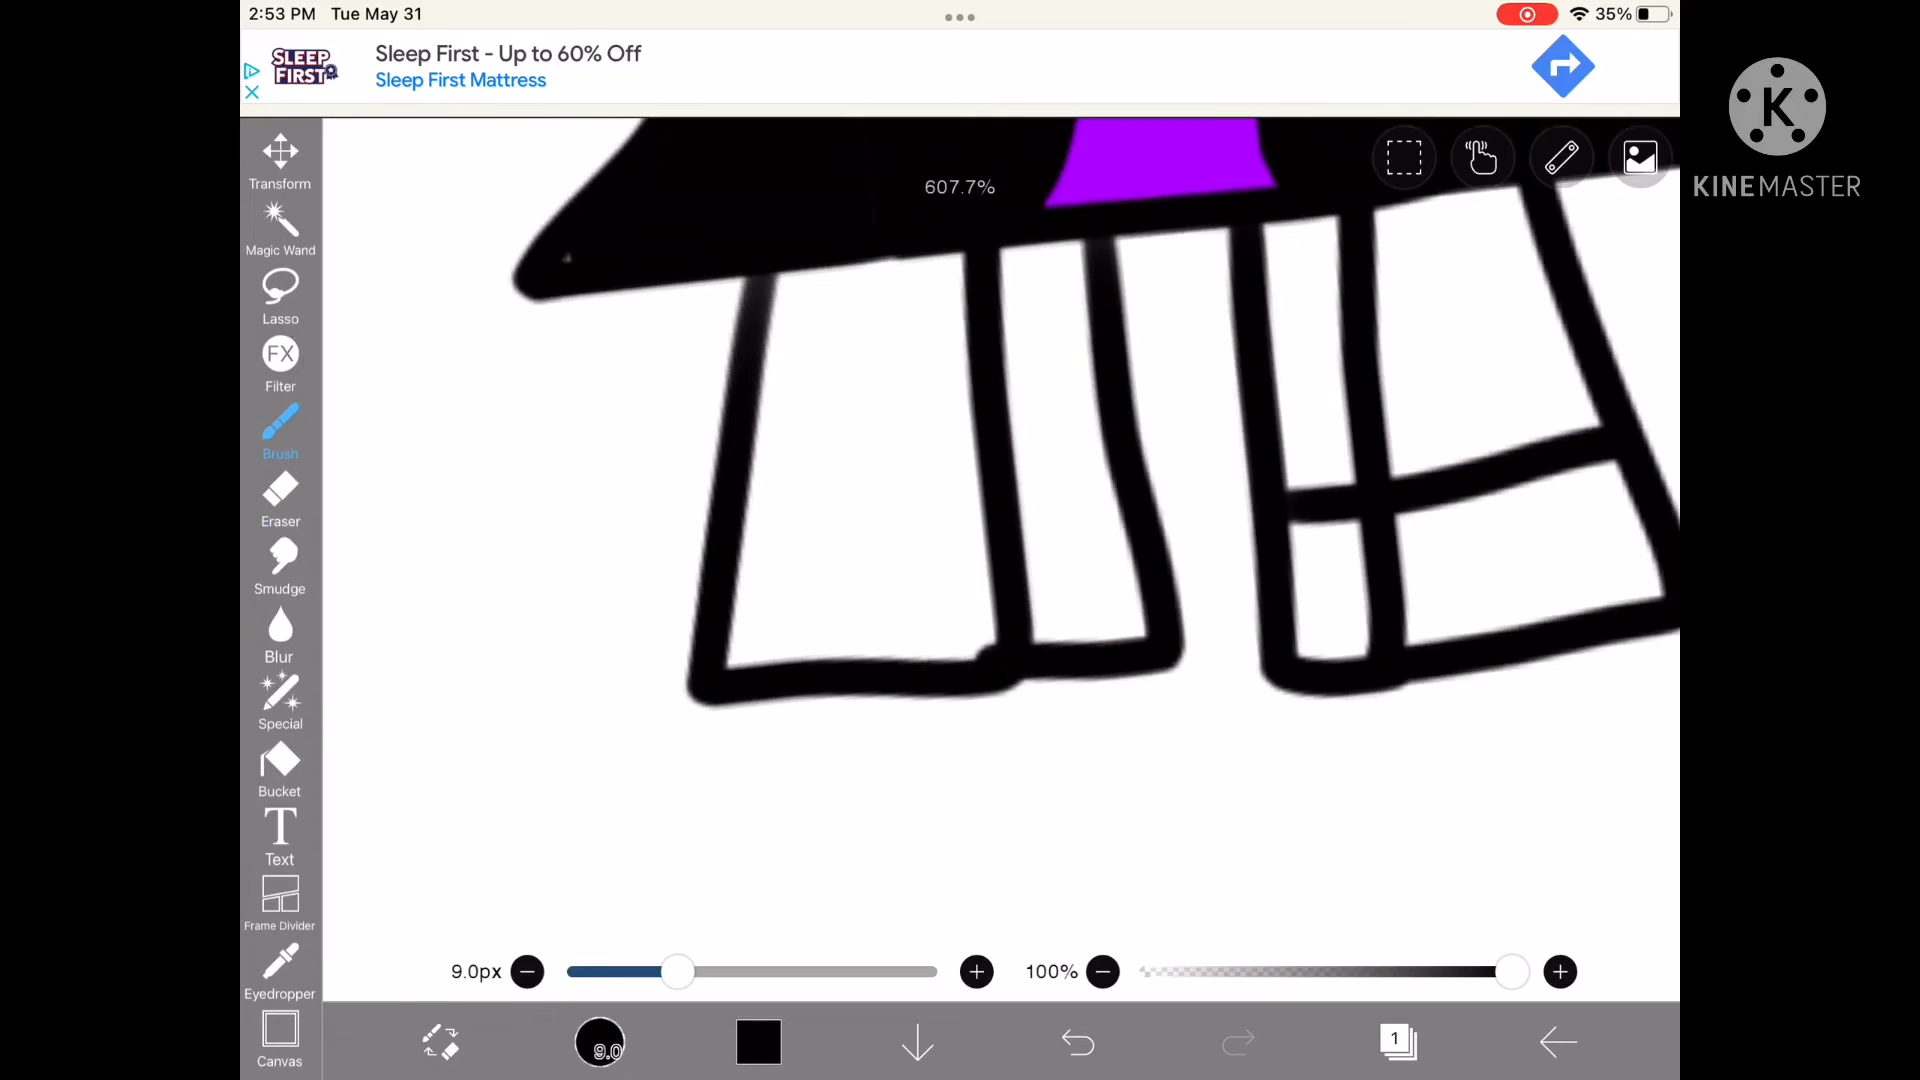 2:53 PM Tue May 31
35%
SLEEP
FIRST
Sleep First - Up to 60% Off
Sleep First Mattress
K
KINEMASTER
607.7%
Transform
Magic Wand
Lasso
FX
Filter
Brush
Eraser
Smudge
Blur
Special
Bucket
T
Text
Frame Divider
Eyedropper
Canvas
9.0px
100%
9.0
1